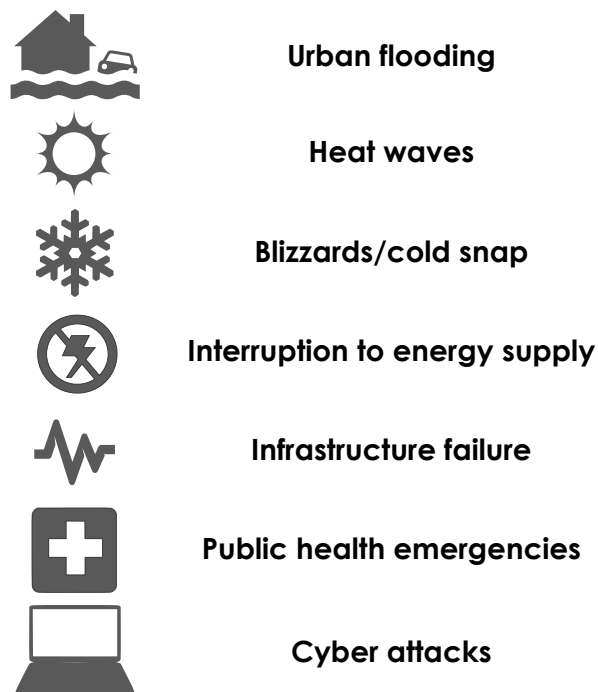 Urban flooding
Heat waves
Blizzards/cold snap
Interruption to energy supply
Infrastructure failure
Public health emergencies
Cyber attacks